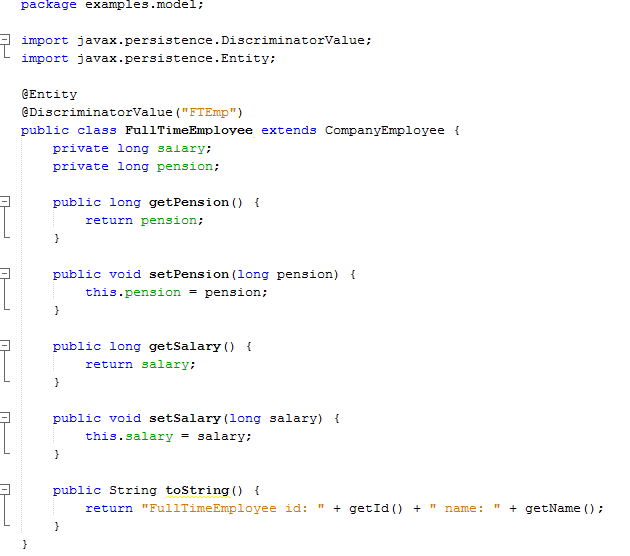 package examples.model;
import javax.persistence.DiscriminatorValue;
import javax.persistence.Entity;
@Entity
@DiscriminatorValue("FTEmp")
public class FullTimeEmployee extends CompanyEmployee {
    private long salary;
    private long pension;
    public long getPension() {
        return pension;
    }
    public void setPension(long pension) {
        this.pension = pension;
    }
    public long getSalary() {
        return salary;
    }
    public void setSalary(long salary) {
        this.salary = salary;
    }
    public String toString() {
        return "FullTimeEmployee id: " + getId() + " name: " + getName();
    }
}